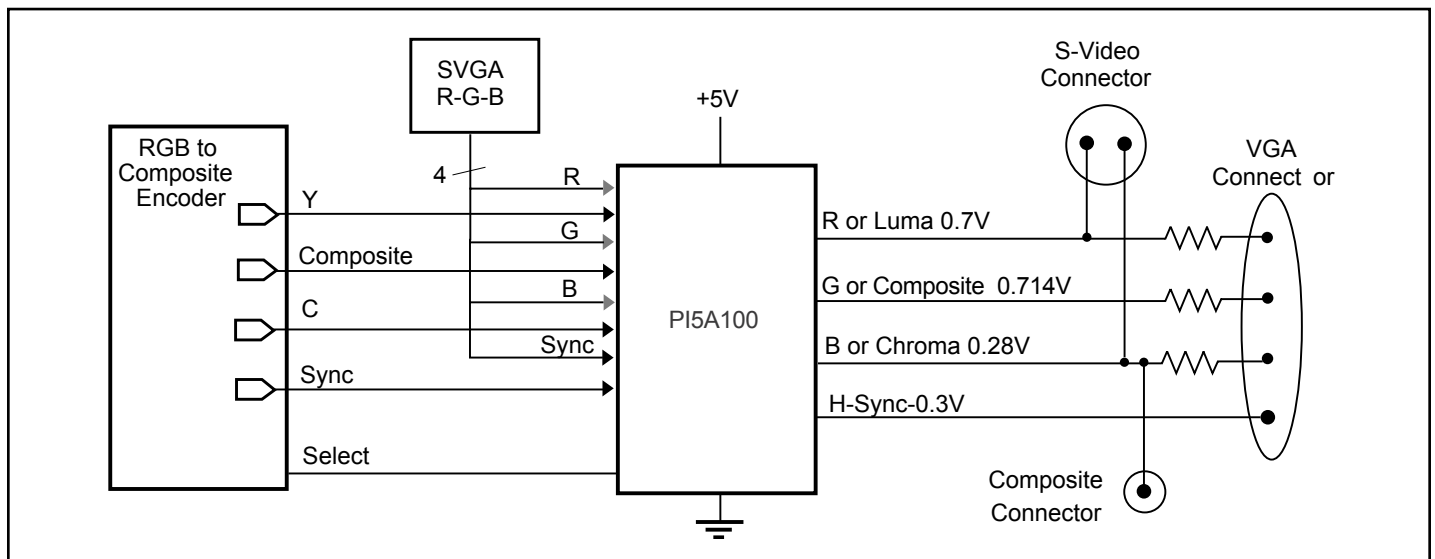 S-Video
Connector
SVGA
R-G-B
+5V
RGB to
Composite
Encoder
VGA
Connect or
4
R
Y
G
R or Luma 0.7V
Composite
B
G or Composite 0.714V
C
PI5A100
Sync
B or Chroma 0.28V
Sync
H-Sync-0.3V
Select
Composite
Connector